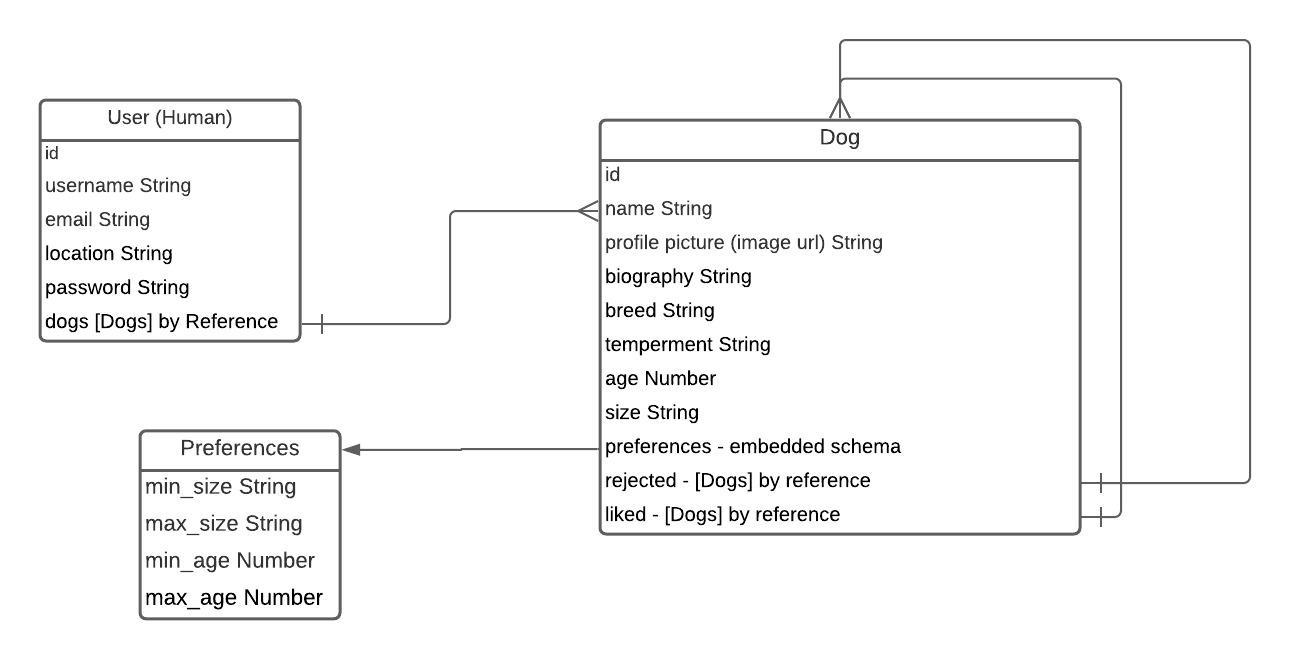 User (Human)
id
username String
email String
location String
password String
dogs [Dogs] by Reference
Dog
id
name String
profile picture (image url) String
biography String
breed String
temperment String
age Number
size String
preferences - embedded schema
rejected - [Dogs] by reference
liked - [Dogs] by reference
Preferences
min_size String
max_size String
min_age Number
max_age Number